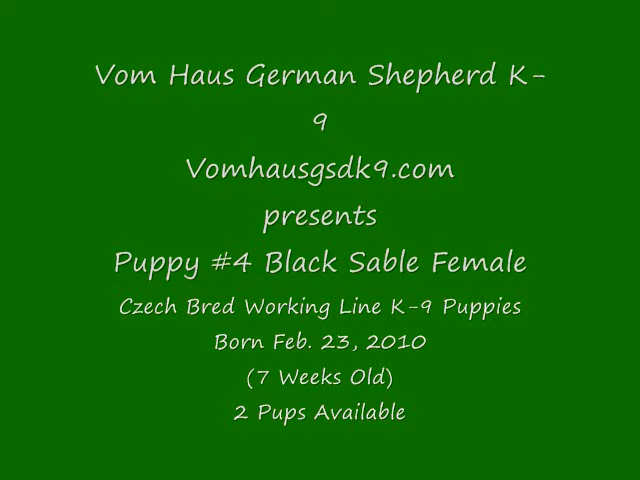 Vom Haus German Shepherd K-
9
Vomhausgsdk9.com
presents
Puppy #4 Black Sable Female
Czech Bred Working Line K-9 Puppies
Born Feb. 23, 2010
(7 Weeks Old)
2 Pups Available